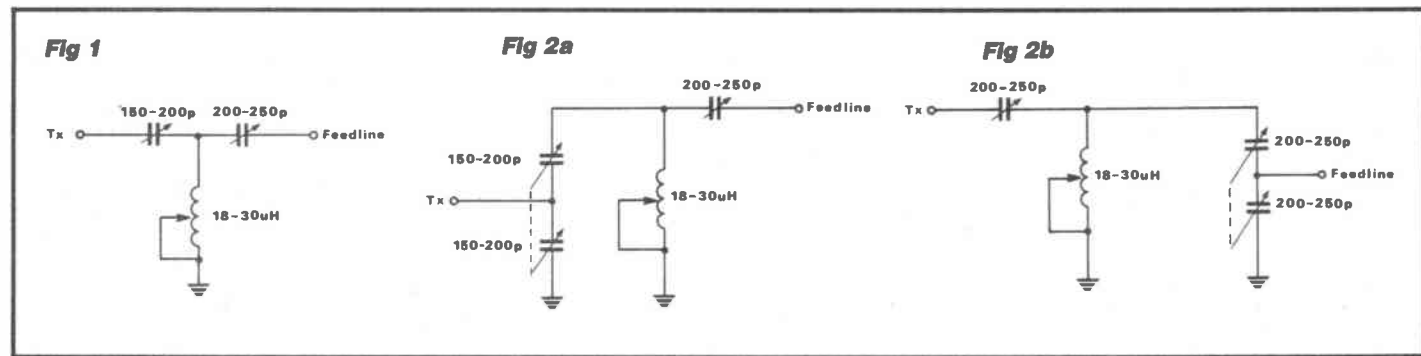 Fig 1
150-200p 200-250p
Tx Feedline
18-30uH
Fig 2a
200-250p
Feedline
150-200p
18-30uH
Tx
150-200p
Fig 2b
200-250p
Tx
200-250p
18-30uH
Feedline
200-250p